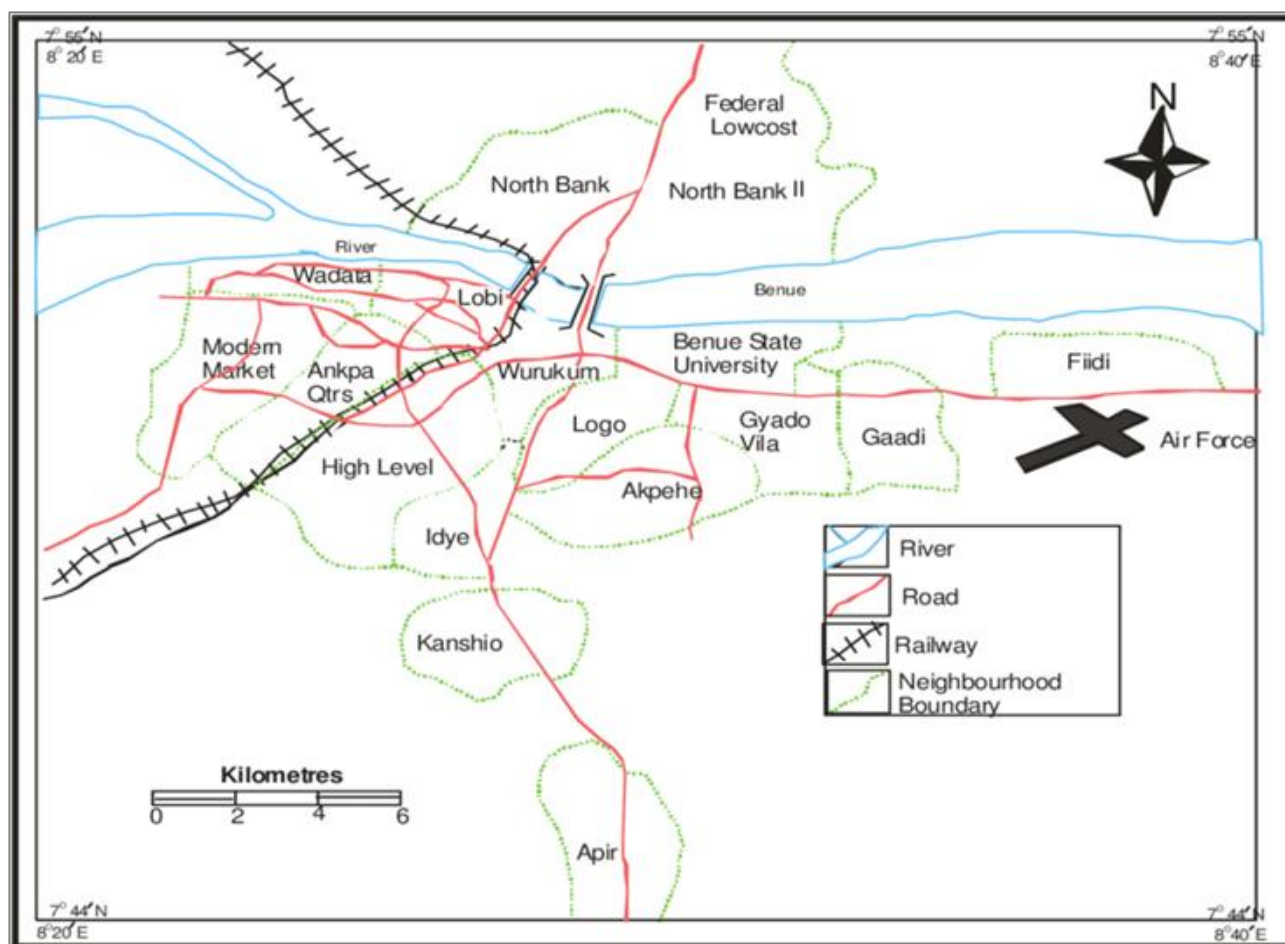 7° 55' N
8° 20' E
7° 55' N
8° 40' E
N
Federal
Lowcost
North Bank
North Bank II
River
Wadata
Lobi
Benue
Modern
Market
Ankpa
Qtrs
Wurukum
Benue State
University
Fiidi
Logo
Gyado
Vila
Gaadi
Air Force
High Level
Akpehe
Idye
River
Road
Kanshio
Railway
Neighbourhood
Boundary
Kilometres
0 2 4 6
Apir
7° 44' N
8° 20' E
7° 44' N
8° 40' E